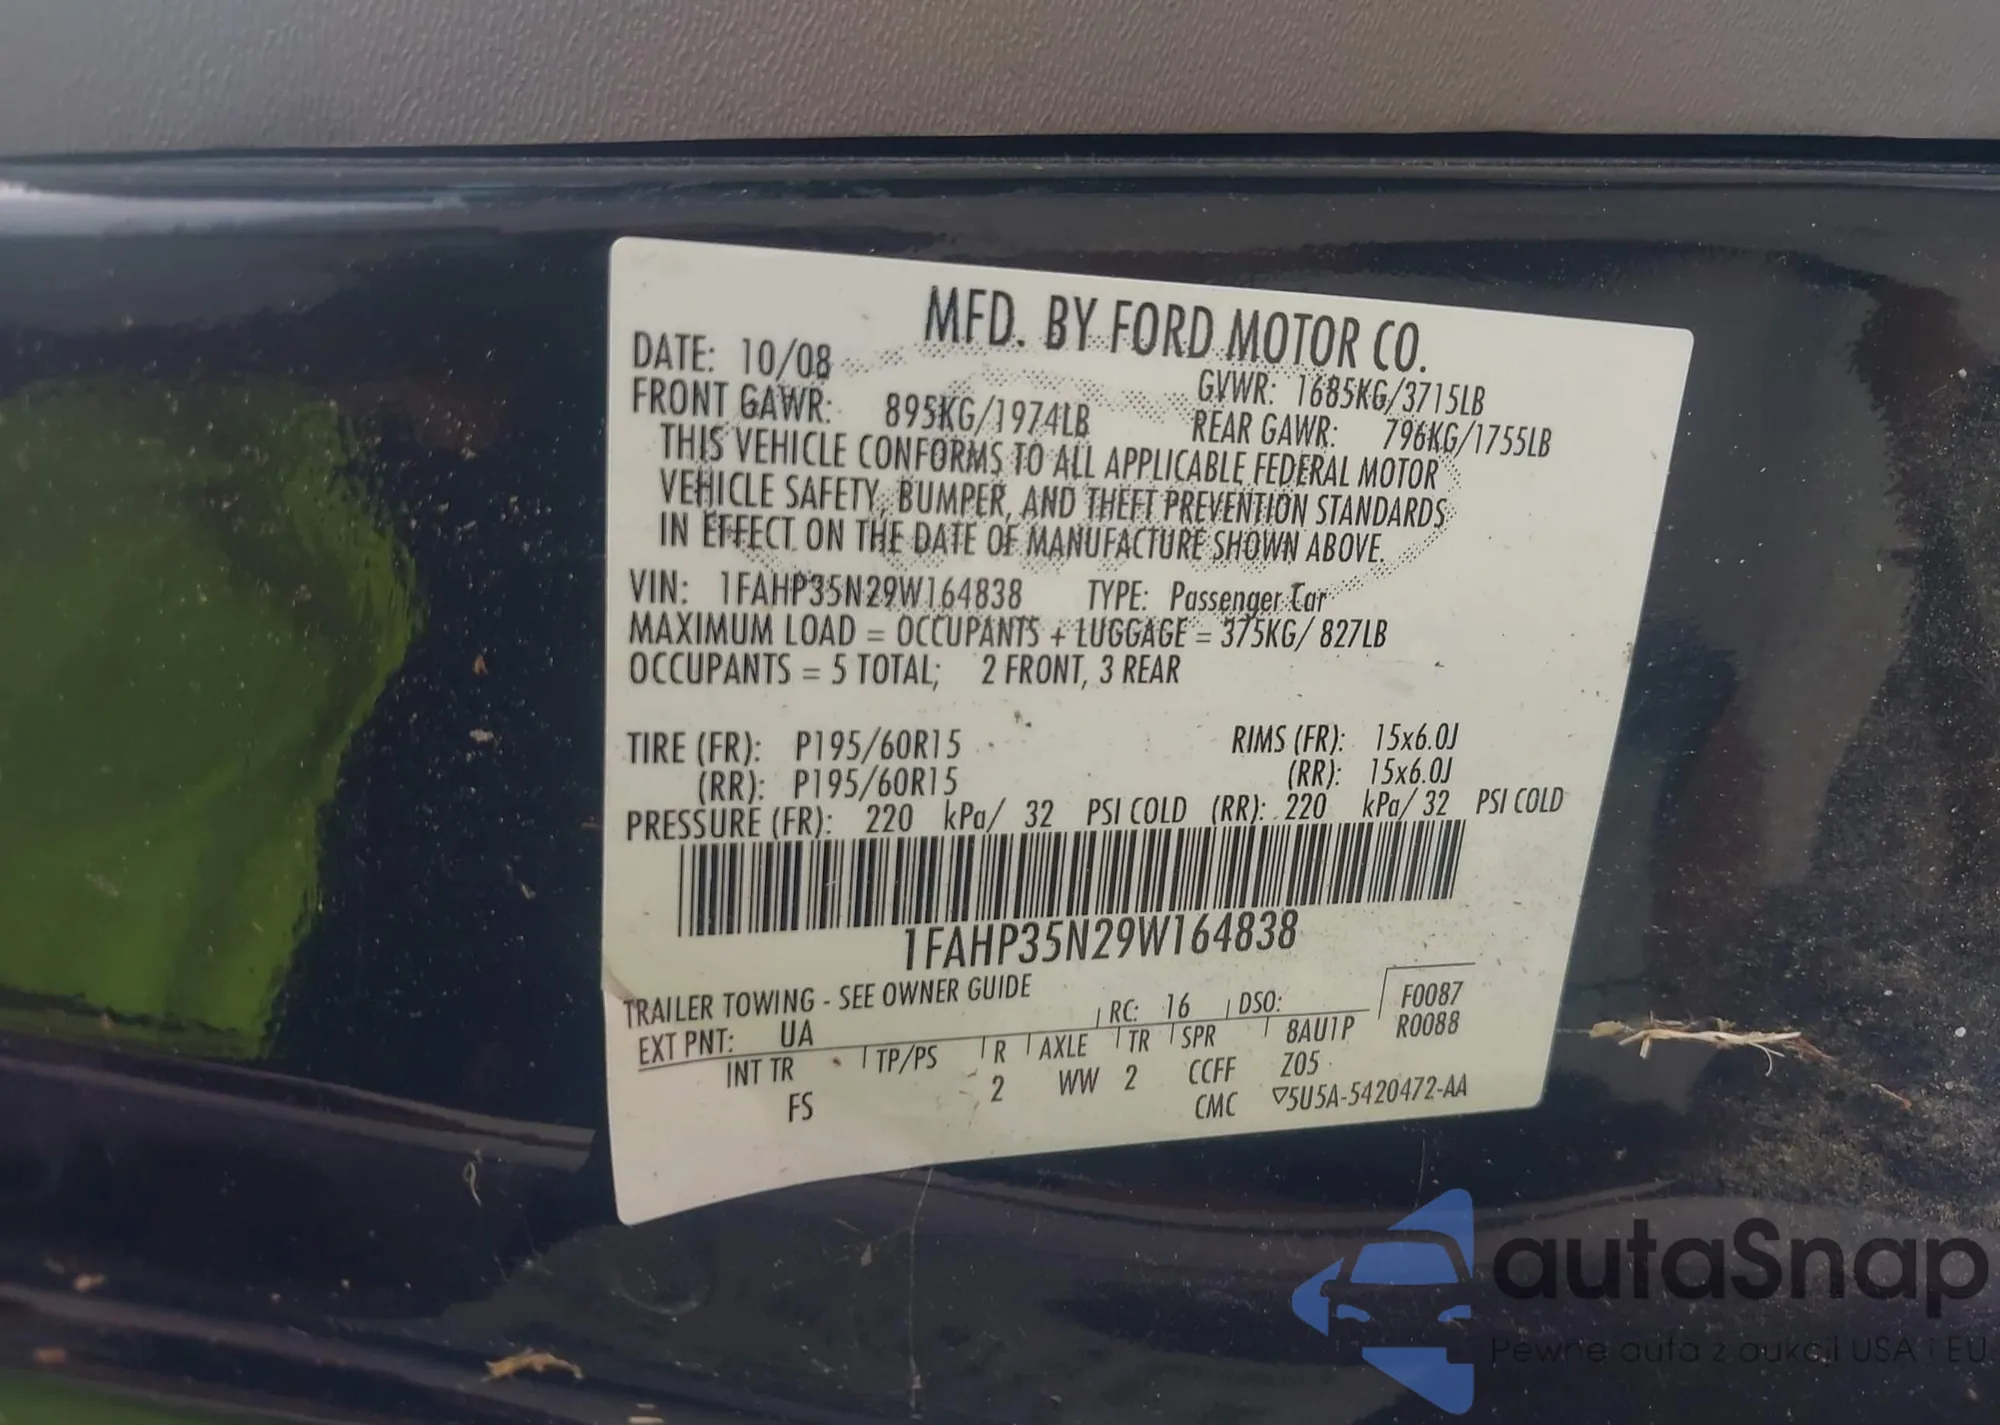 MFD. BY FORD MOTOR CO.
DATE: 10/08 GVWR: 1685KG/3715LB
FRONT GAWR: 895KG/1974LB REAR GAWR: 796KG/1755LB
THIS VEHICLE CONFORMS TO ALL APPLICABLE FEDERAL MOTOR
VEHICLE SAFETY, BUMPER, AND THEFT PREVENTION STANDARDS
IN EFFECT ON THE DATE OF MANUFACTURE SHOWN ABOVE.
VIN: 1FAHP35N29W164838 TYPE: Passenger Car
MAXIMUM LOAD = OCCUPANTS + LUGGAGE = 375KG/ 827LB
OCCUPANTS = 5 TOTAL; 2 FRONT, 3 REAR
TIRE (FR): P195/60R15 RIMS (FR): 15x6.0J
(RR): P195/60R15 (RR): 15x6.0J
PRESSURE (FR): 220 kPa/ 32 PSI COLD (RR): 220 kPa/ 32 PSI COLD
1FAHP35N29W164838
TRAILER TOWING - SEE OWNER GUIDE
EXT PNT: UA RC: 16 DSO: F0087
INT TR TP/PS R AXLE TR SPR 8AU1P R0088
FS 2 WW 2 CCFF Z05
CMC ▽5U5A-5420472-AA
autaSnap
Pewne auta z aukcji USA i EU